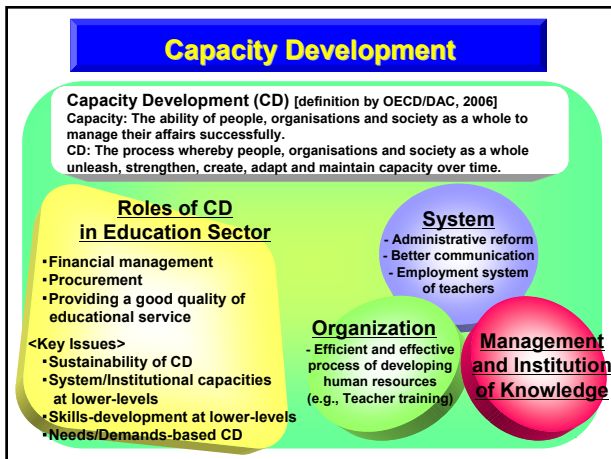 Capacity Development
Capacity Development (CD) [definition by OECD/DAC, 2006]
Capacity: The ability of people, organisations and society as a whole to
manage their affairs successfully.
CD: The process whereby people, organisations and society as a whole
unleash, strengthen, create, adapt and maintain capacity over time.
Roles of CD
in Education Sector
・Financial management
・Procurement
・Providing a good quality of
educational service
<Key Issues>
・Sustainability of CD
・System/Institutional capacities
at lower-levels
・Skills-development at lower-levels
・Needs/Demands-based CD
System
- Administrative reform
- Better communication
- Employment system
of teachers
Organization
- Efficient and effective
process of developing
human resources
(e.g., Teacher training)
Management
and Institution
of Knowledge